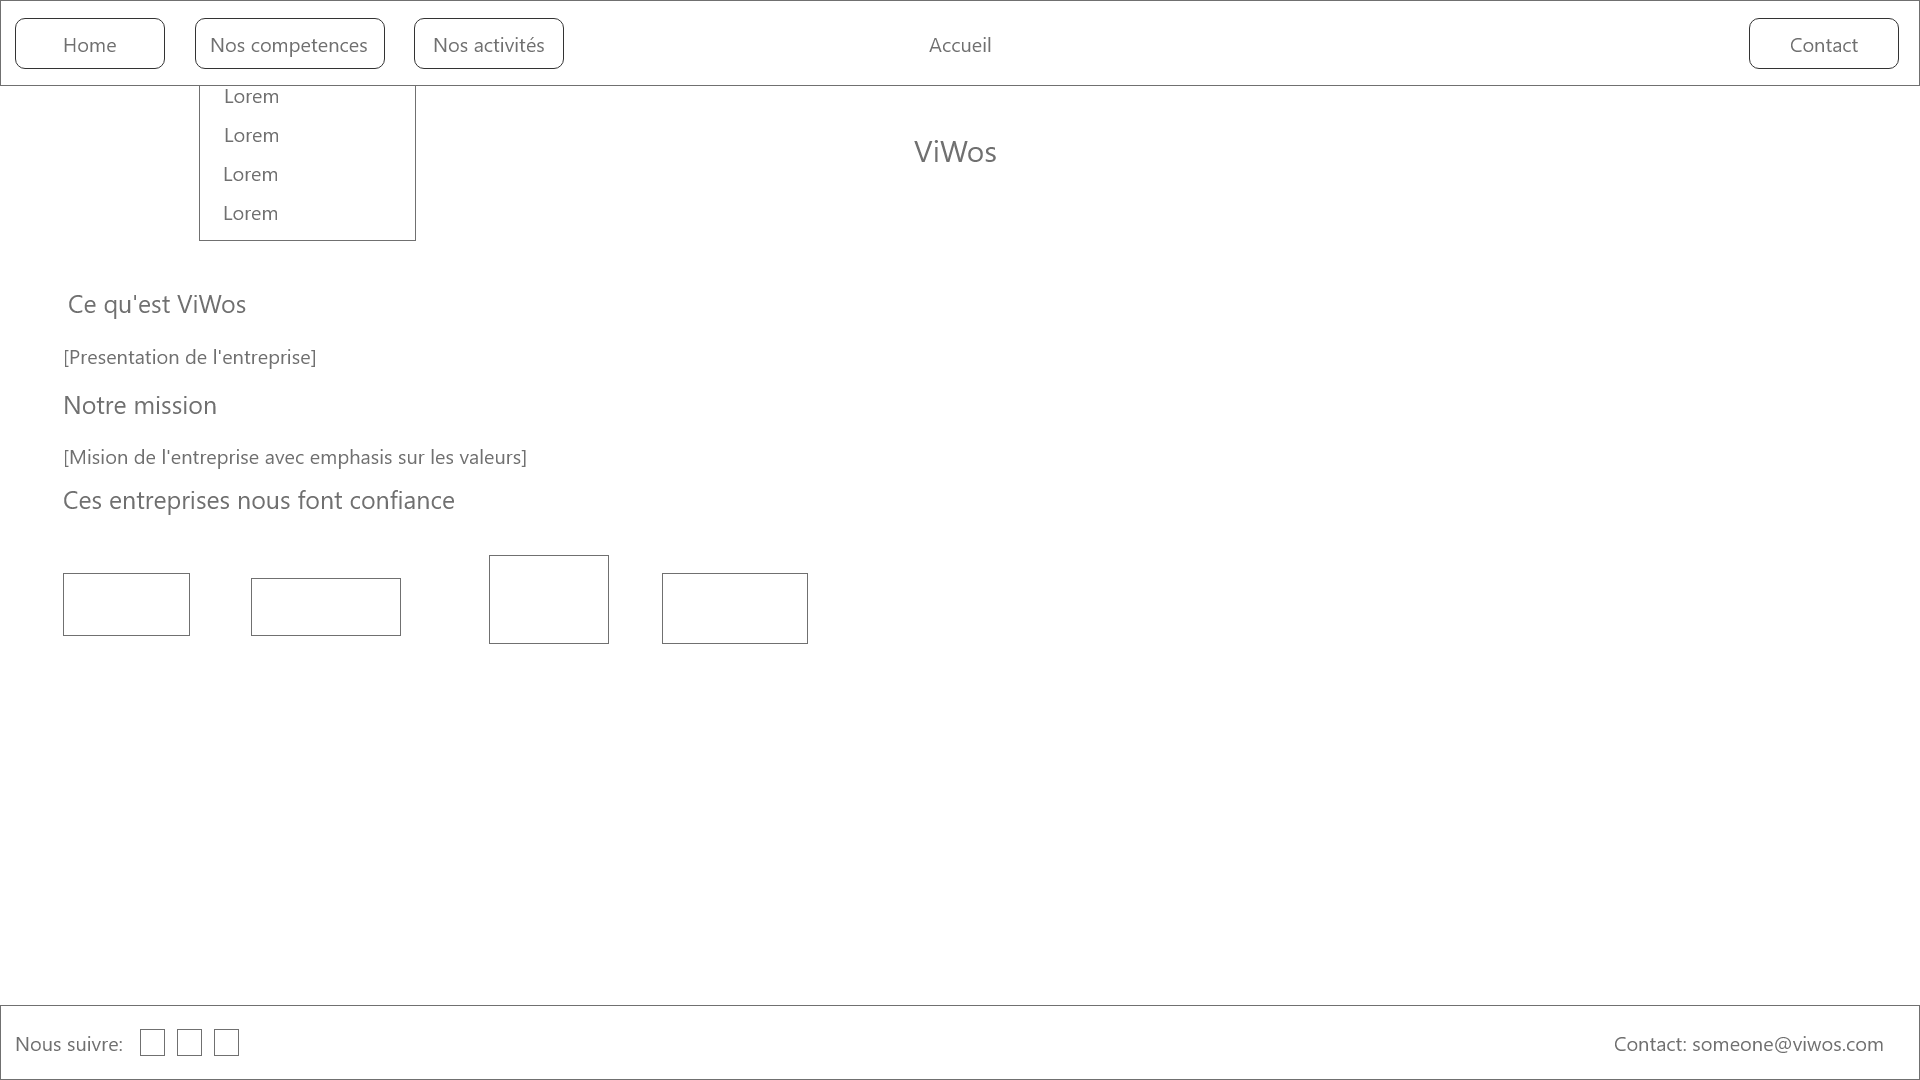 Home
Nos competences
Nos activités
Accueil
Contact
Lorem
Lorem
Lorem
Lorem
ViWos
Ce qu'est ViWos
[Presentation de l'entreprise]
Notre mission
[Mision de l'entreprise avec emphasis sur les valeurs]
Ces entreprises nous font confiance
Nous suivre:
Contact: someone@viwos.com